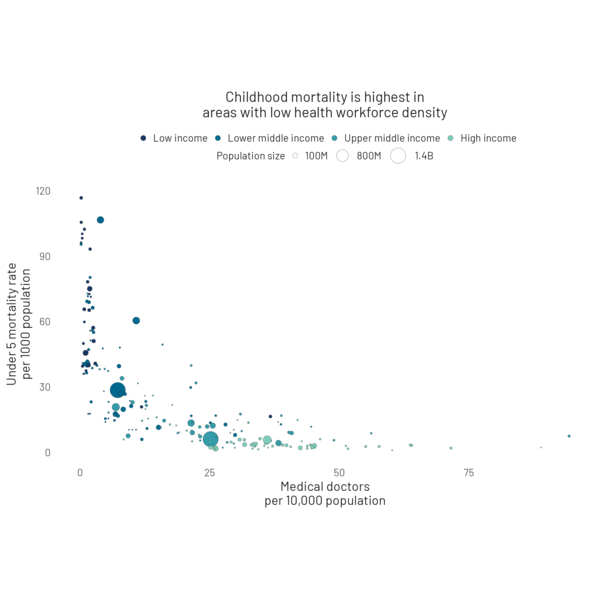 Childhood mortality is highest in
areas with low health workforce density
Low income Lower middle income Upper middle income High income
Population size 100M 800M 1.4B
120
90
60
30
0
Under 5 mortality rate
per 1000 population
0 25 50 75
Medical doctors
per 10,000 population